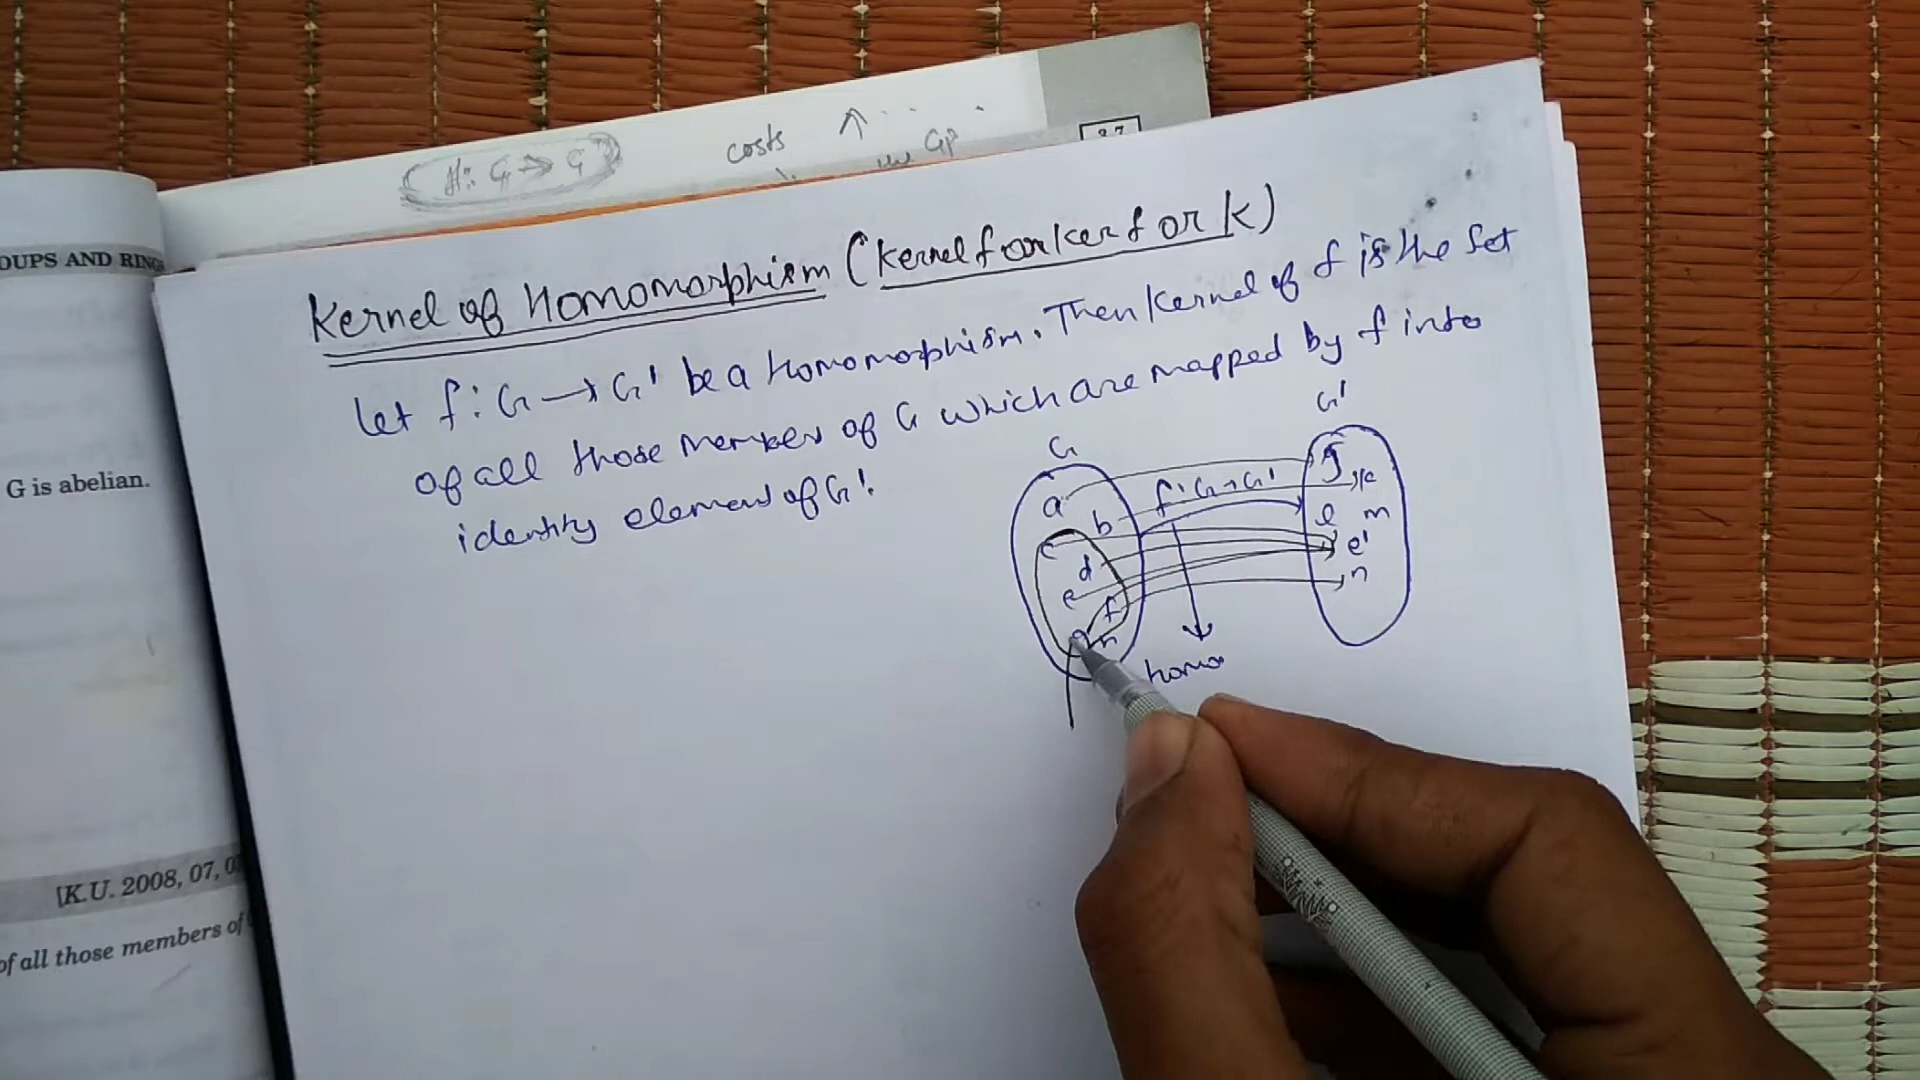 f: G → G
costs ↑
GP
OUPS AND RING
G is abelian.
[K.U. 2008, 07, 0
of all those members of
Kernel of Homomorphism (Kernel f or Ker f or K)
Let f: G → G' be a Homomorphism. Then Kernel of f is the set
of all those member of G which are mapped by f into
identity element of G'.
G
G'
f: G → G'
a
b
c
d
e
f
h
g
k
l
m
e'
n
homo